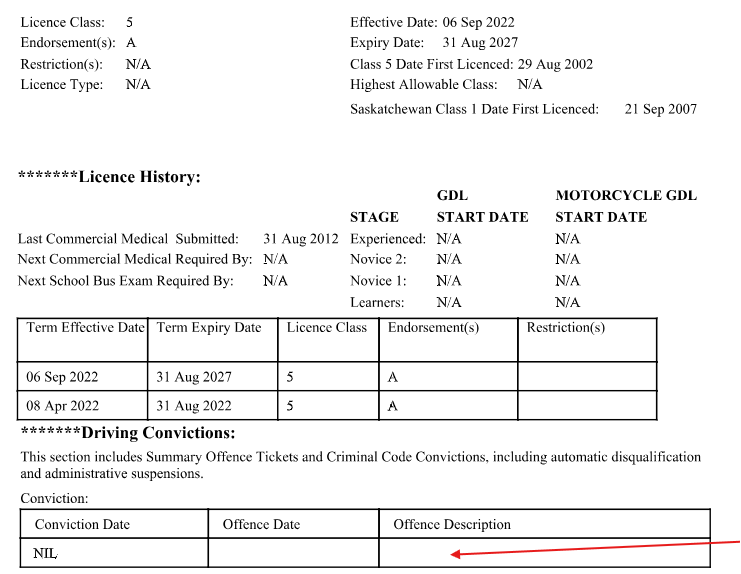 Licence Class: 5 Effective Date: 06 Sep 2022
Endorsement(s): A Expiry Date: 31 Aug 2027
Restriction(s): N/A Class 5 Date First Licenced: 29 Aug 2002
Licence Type: N/A Highest Allowable Class: N/A
Saskatchewan Class 1 Date First Licenced: 21 Sep 2007
*******Licence History:
GDL MOTORCYCLE GDL
STAGE START DATE START DATE
Last Commercial Medical Submitted: 31 Aug 2012 Experienced: N/A N/A
Next Commercial Medical Required By: N/A Novice 2: N/A N/A
Next School Bus Exam Required By: N/A Novice 1: N/A N/A
Learners: N/A N/A
Term Effective Date Term Expiry Date Licence Class Endorsement(s) Restriction(s)
06 Sep 2022 31 Aug 2027 5 A
08 Apr 2022 31 Aug 2022 5 A
*******Driving Convictions:
This section includes Summary Offence Tickets and Criminal Code Convictions, including automatic disqualification
and administrative suspensions.
Conviction:
Conviction Date Offence Date Offence Description
NIL